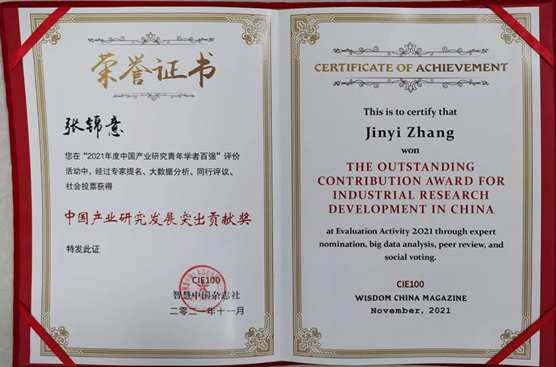 荣誉证书
张锦意
您在“2021年度中国产业研究青年学者百强”评价
活动中，经过专家提名、大数据分析、同行评议、
社会投票获得
中国产业研究发展突出贡献奖
特发此证
CIE100
智慧中国杂志社
二零二一年十一月
CERTIFICATE OF ACHIEVEMENT
This is to certify that
Jinyi Zhang
won
THE OUTSTANDING
CONTRIBUTION AWARD FOR
INDUSTRIAL RESEARCH
DEVELOPMENT IN CHINA
at Evaluation Activity 2021 through expert
nomination, big data analysis, peer review, and
social voting.
CIE100
WISDOM CHINA MAGAZINE
November, 2021